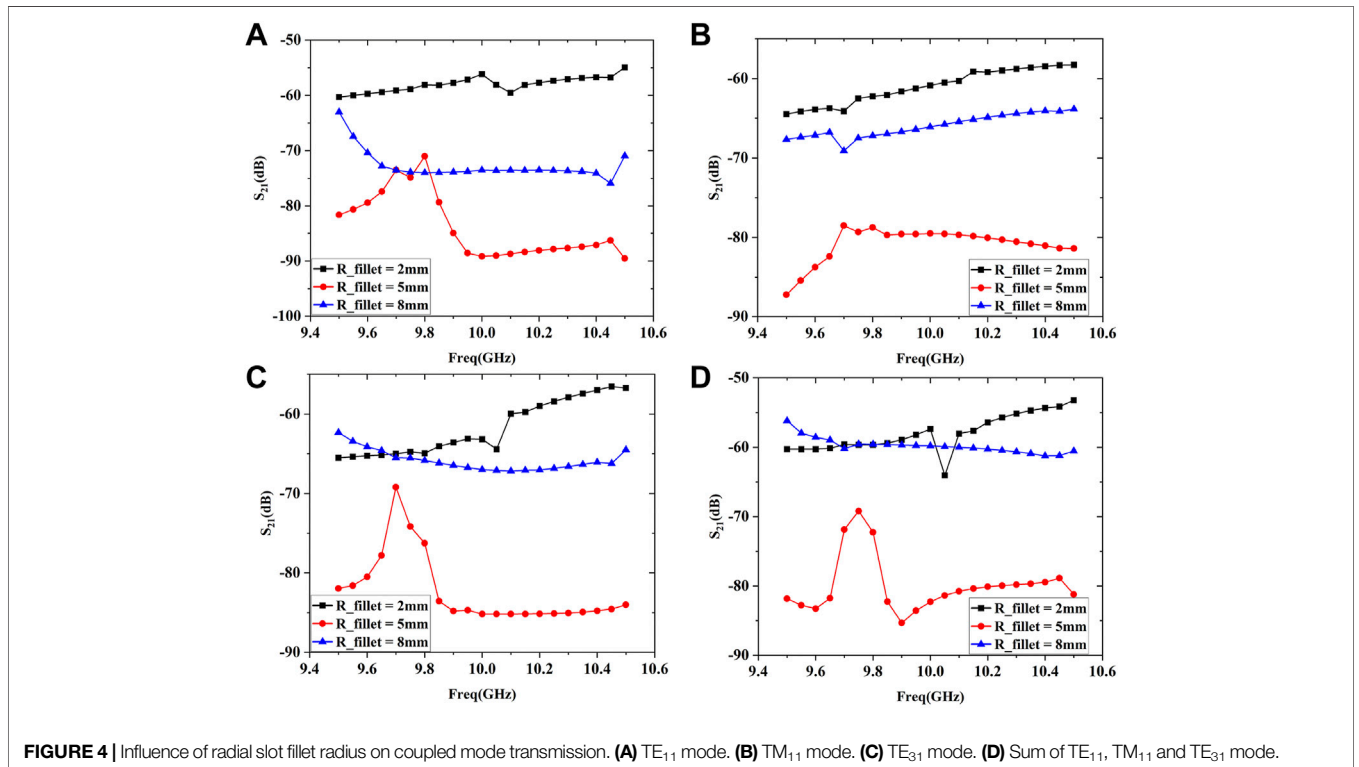 A
-50
-60
-70
-80
-90
-100
S21(dB)
R_fillet = 2mm
R_fillet = 5mm
R_fillet = 8mm
9.4 9.6 9.8 10.0 10.2 10.4 10.6
Freq(GHz)
B
-60
-70
-80
-90
S21(dB)
R_fillet = 2mm
R_fillet = 5mm
R_fillet = 8mm
9.4 9.6 9.8 10.0 10.2 10.4 10.6
Freq(GHz)
C
-60
-70
-80
-90
S21(dB)
R_fillet = 2mm
R_fillet = 5mm
R_fillet = 8mm
9.4 9.6 9.8 10.0 10.2 10.4 10.6
Freq(GHz)
D
-50
-60
-70
-80
-90
S21(dB)
R_fillet = 2mm
R_fillet = 5mm
R_fillet = 8mm
9.4 9.6 9.8 10.0 10.2 10.4 10.6
Freq(GHz)
FIGURE 4 | Influence of radial slot fillet radius on coupled mode transmission. (A) TE11 mode. (B) TM11 mode. (C) TE31 mode. (D) Sum of TE11, TM11 and TE31 mode.